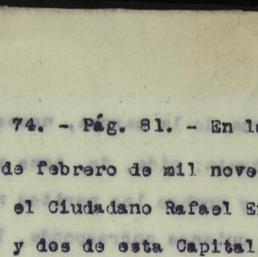 74. - Pág. 81. - En l
de febrero de mil nove
el Ciudadano Rafael E
y dos de esta Capital